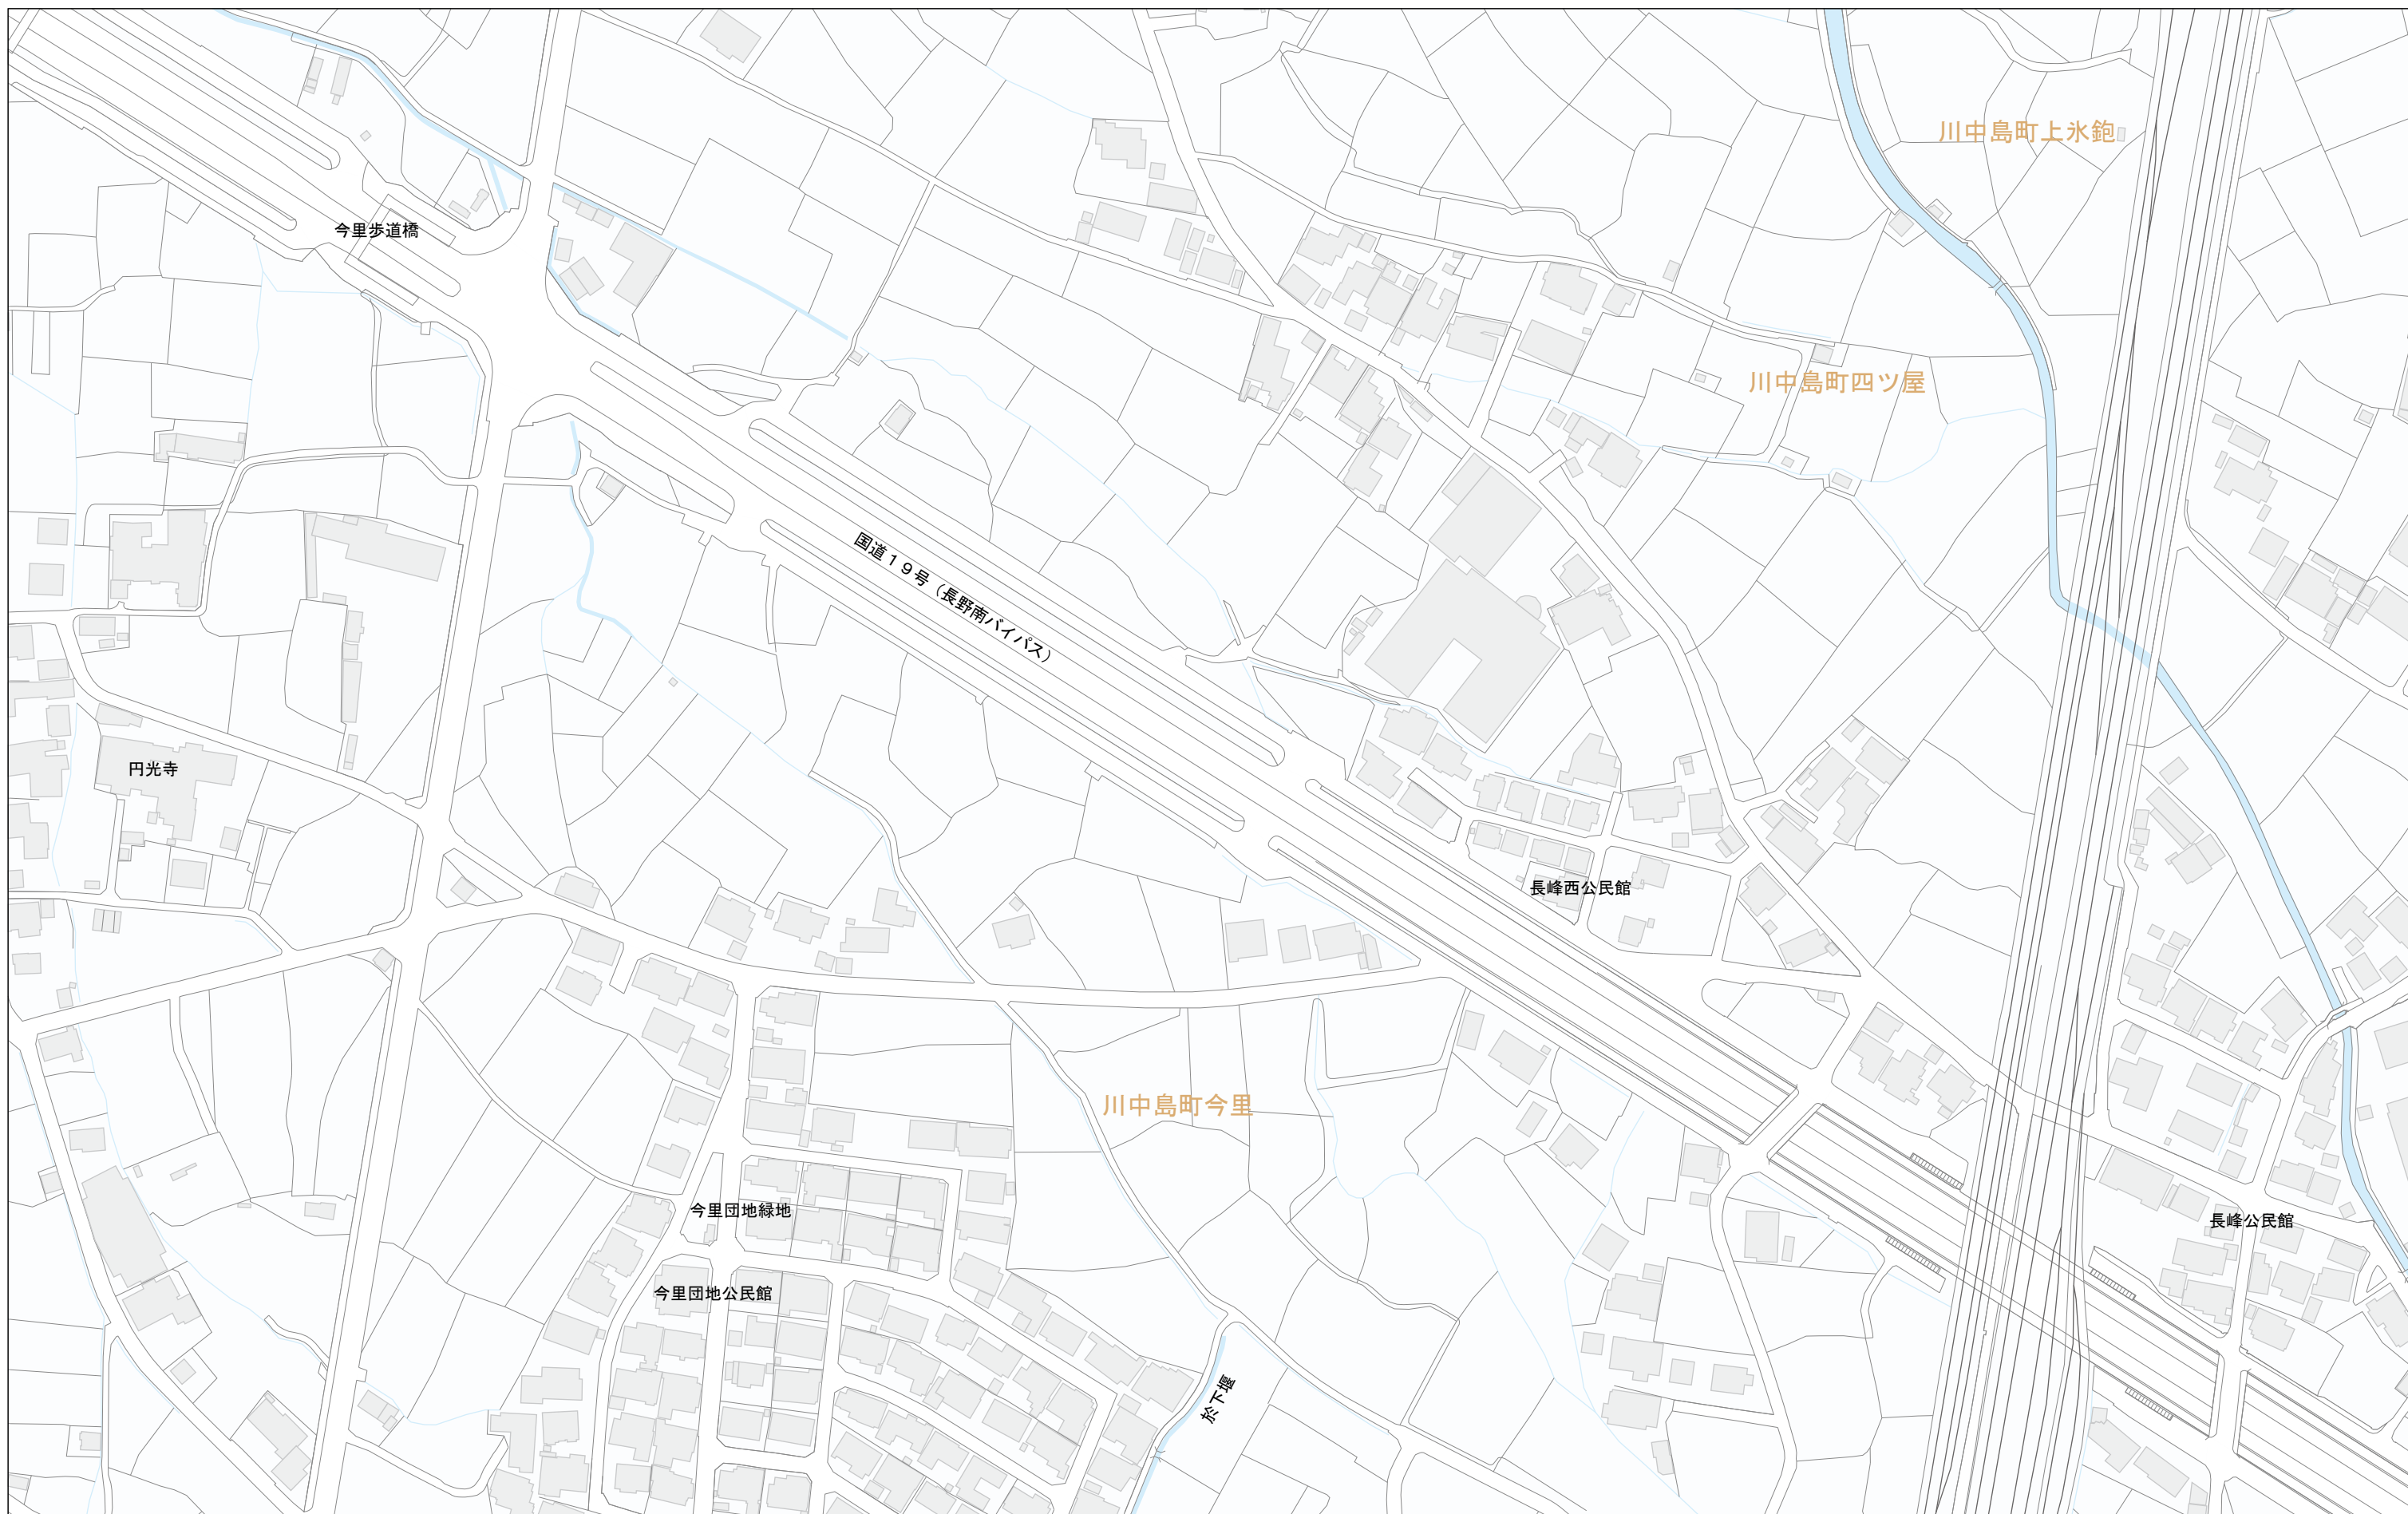 川中島町上氷鉋
今里歩道橋
川中島町四ツ屋
国道19号（長野南バイパス）
円光寺
長峰西公民館
川中島町今里
今里団地緑地
長峰公民館
今里団地公民館
於下堰